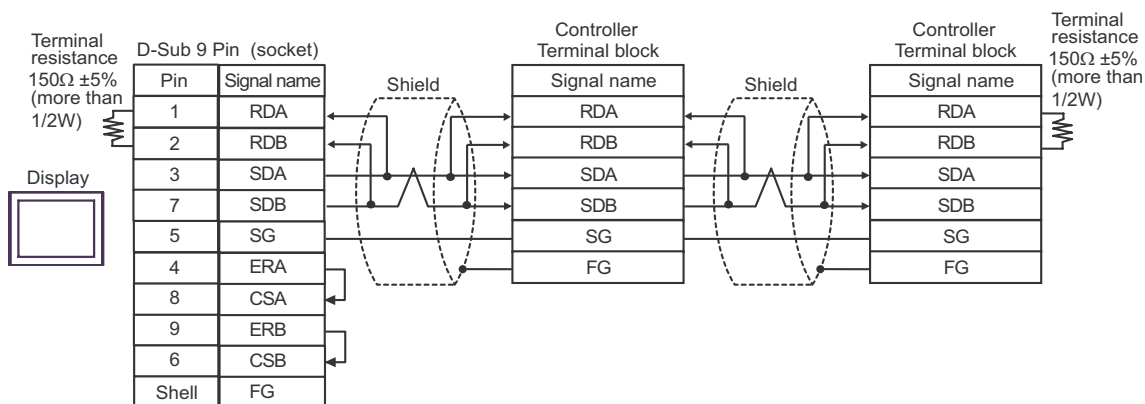 Terminal
resistance
150Ω ±5%
(more than
1/2W)
D-Sub 9 Pin (socket)
Pin Signal name
1 RDA
2 RDB
3 SDA
7 SDB
5 SG
4 ERA
8 CSA
9 ERB
6 CSB
Shell FG
Display
Shield
Controller
Terminal block
Signal name
RDA
RDB
SDA
SDB
SG
FG
Shield
Controller
Terminal block
Signal name
RDA
RDB
SDA
SDB
SG
FG
Terminal
resistance
150Ω ±5%
(more than
1/2W)